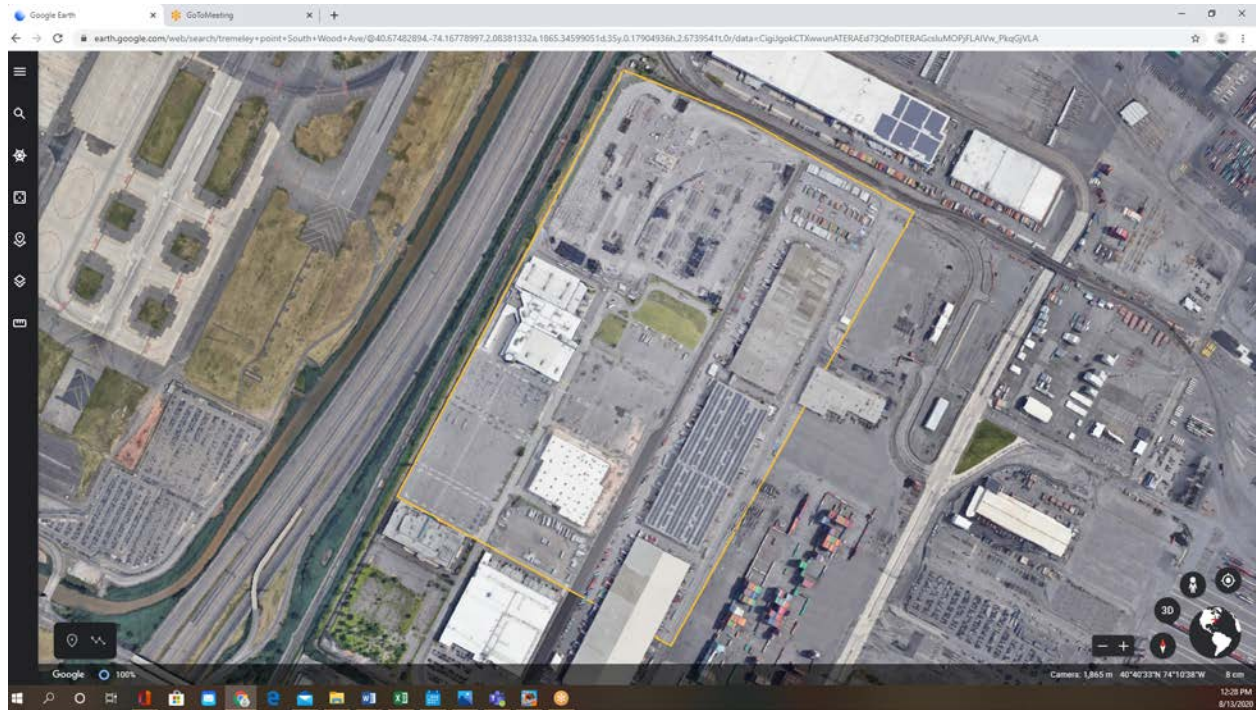 Google Earth
GoToMeeting
earth.google.com/web/search/tremeley+point+South+Wood+Ave/@40.67482894,-74.16778997,2.08381332a,1865.34599051d,35y,0.17904936h,2.6739541t,0r/
3D
Google 100%
Camera: 1,865 m 40°40'33"N 74°10'38"W 8 cm
12:28 PM
8/13/2020